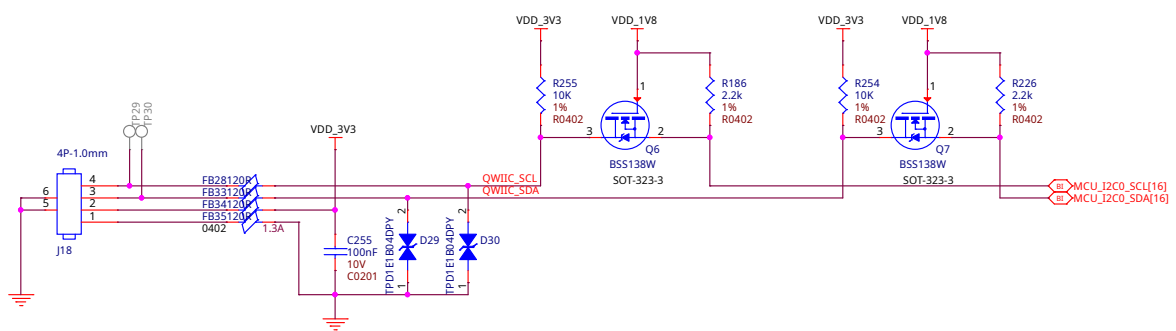 VDD_3V3
VDD_1V8
VDD_3V3
VDD_1V8
R255
10K
1%
R0402
1
R186
2.2k
1%
R0402
R254
10K
1%
R0402
1
R226
2.2k
1%
R0402
3
2
Q6
BSS138W
SOT-323-3
3
2
Q7
BSS138W
SOT-323-3
TP29
TP30
VDD_3V3
4P-1.0mm
4
3
2
1
6
5
J18
FB28120R
FB33120R
FB34120R
FB35120R
0402
1.3A
QWIIC_SCL
QWIIC_SDA
MCU_I2C0_SCL[16]
MCU_I2C0_SDA[16]
BI
BI
C255
100nF
10V
C0201
2
D29
TPD1E1B04DPY
1
2
D30
TPD1E1B04DPY
1